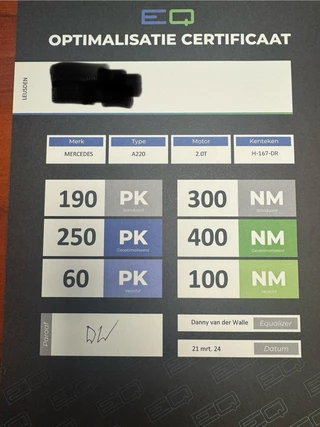 EQ
OPTIMALISATIE CERTIFICAAT
LEUSDEN
Merk Type Motor Kenteken
MERCEDES A220 2.0T H-167-DR
190 PK 300 NM
250 PK 400 NM
60 PK 100 NM
Paraaf DW
Danny van der Walle Equalizer
21 mrt. 24 Datum